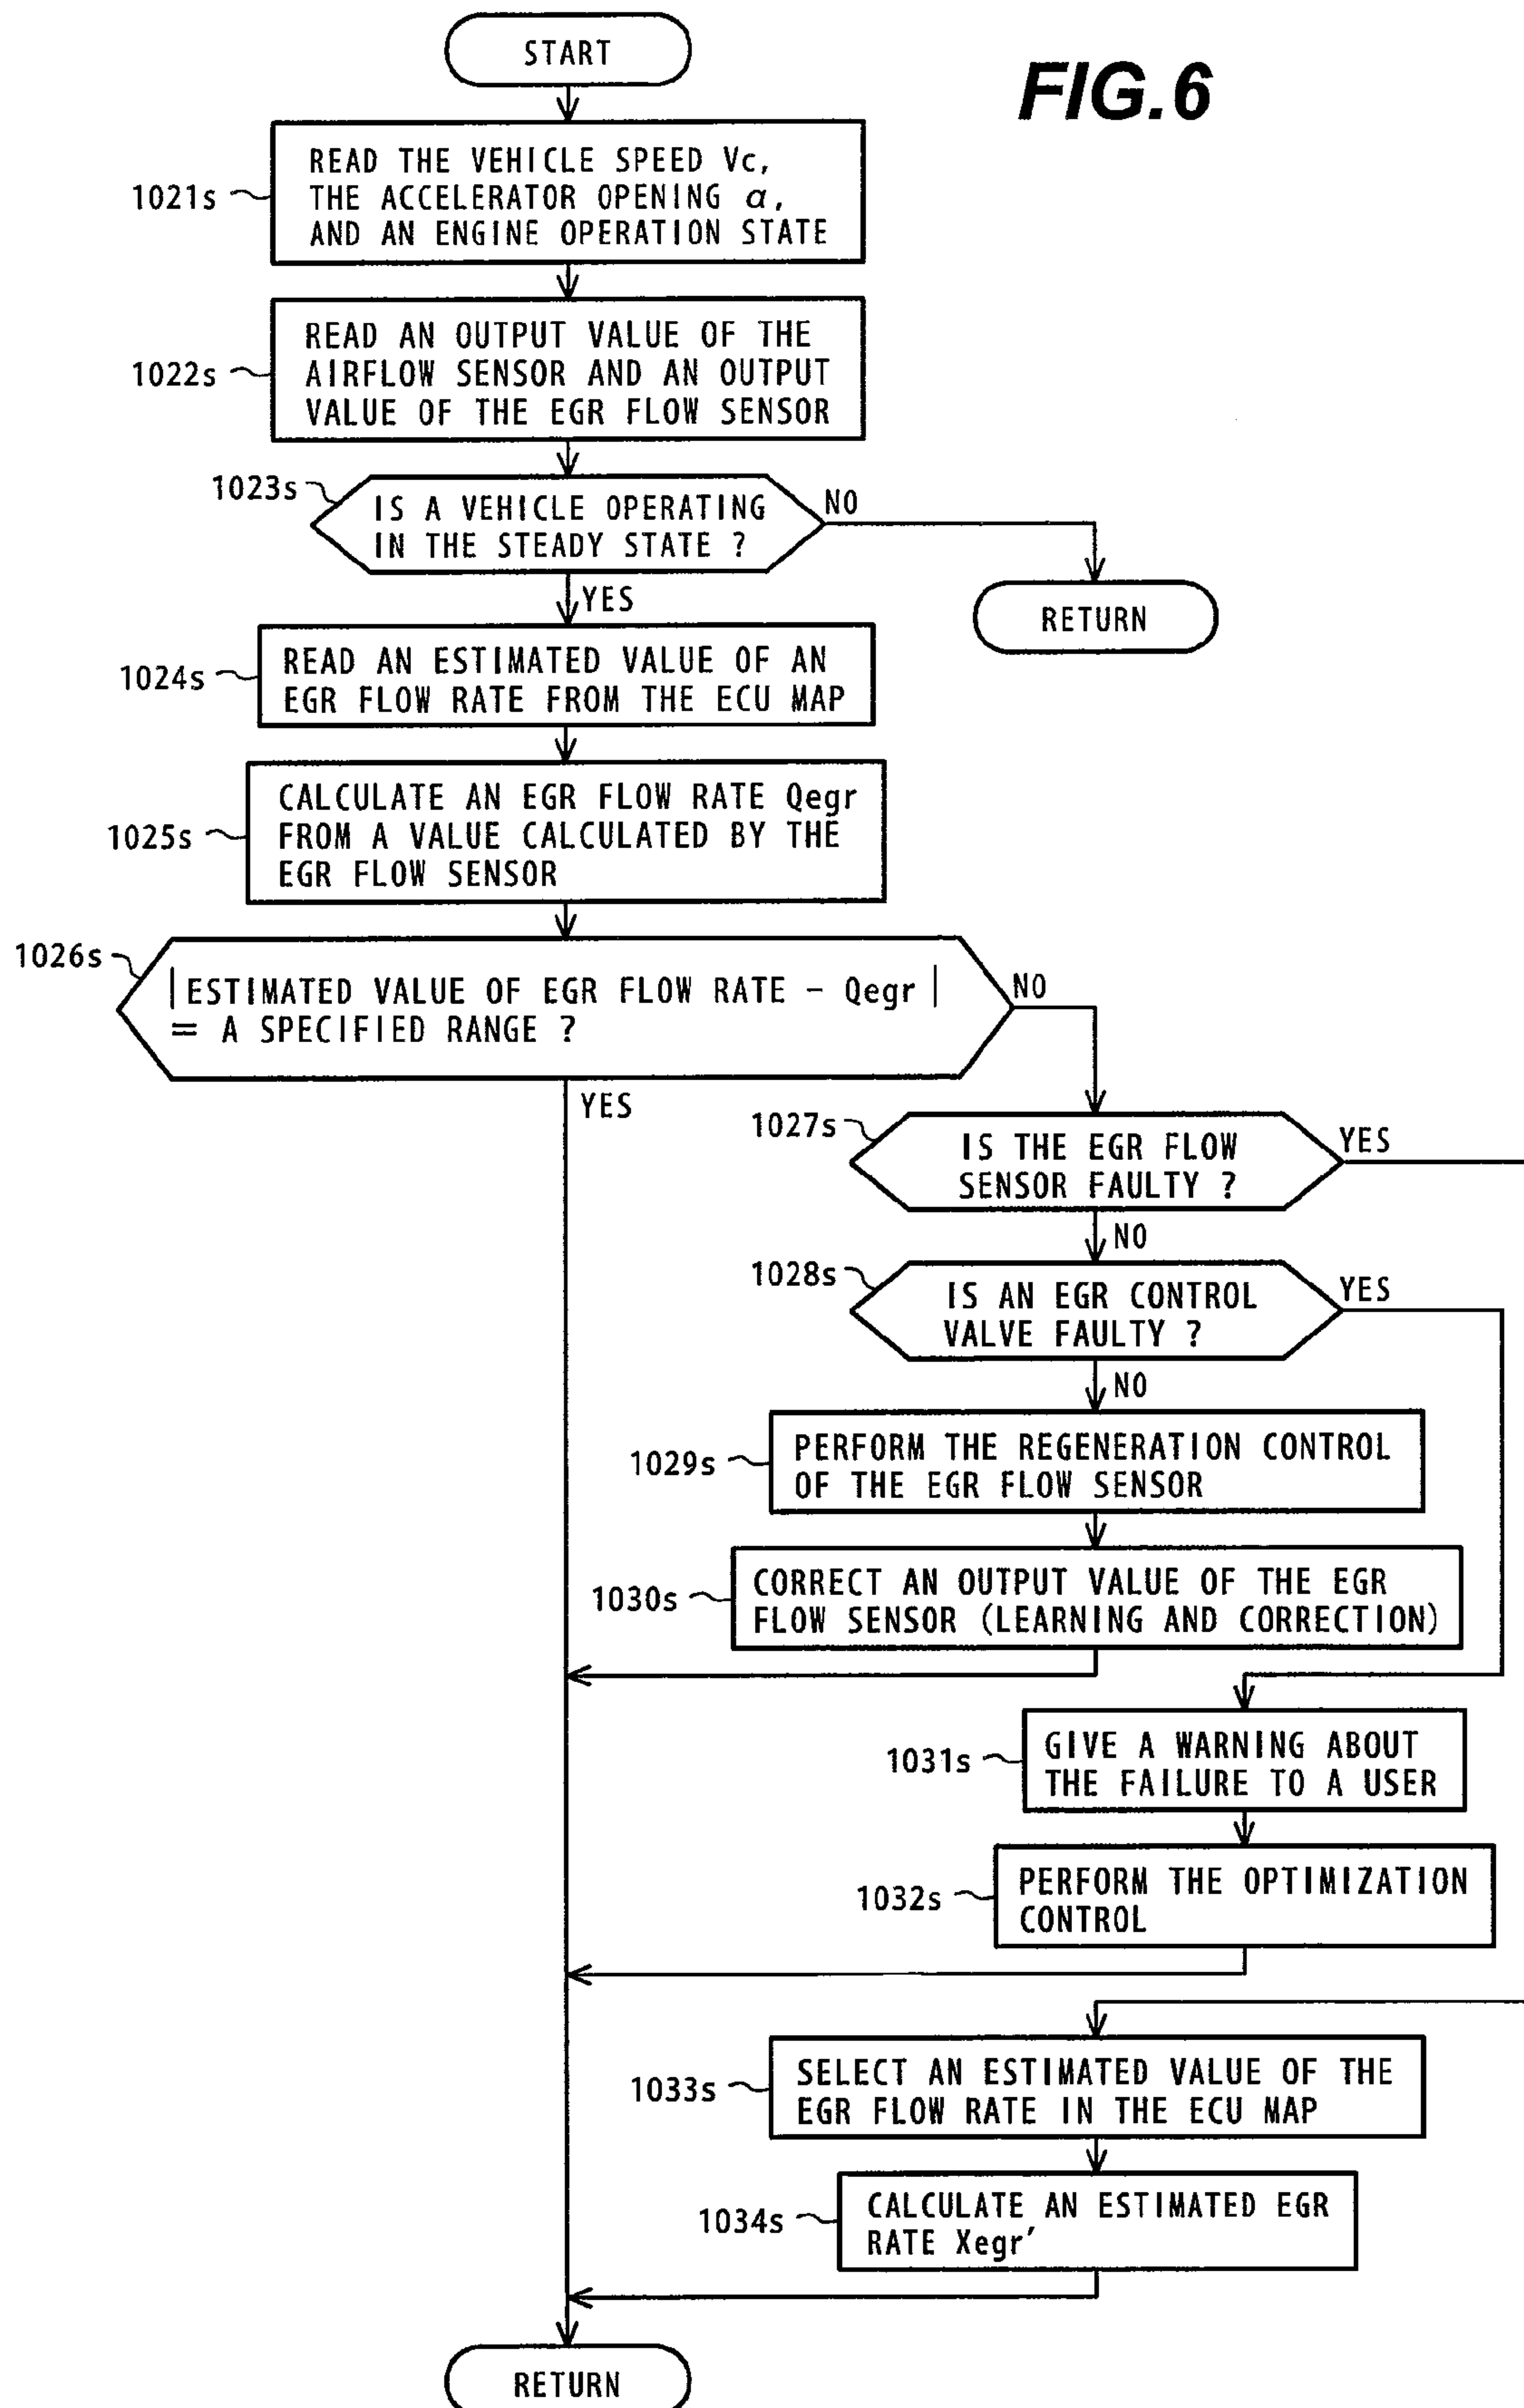 START
FIG.6
1021s
READ THE VEHICLE SPEED Vc,
THE ACCELERATOR OPENING α,
AND AN ENGINE OPERATION STATE
1022s
READ AN OUTPUT VALUE OF THE
AIRFLOW SENSOR AND AN OUTPUT
VALUE OF THE EGR FLOW SENSOR
1023s
IS A VEHICLE OPERATING
IN THE STEADY STATE ?
NO
RETURN
YES
1024s
READ AN ESTIMATED VALUE OF AN
EGR FLOW RATE FROM THE ECU MAP
1025s
CALCULATE AN EGR FLOW RATE Qegr
FROM A VALUE CALCULATED BY THE
EGR FLOW SENSOR
1026s
|ESTIMATED VALUE OF EGR FLOW RATE - Qegr|
= A SPECIFIED RANGE ?
NO
YES
1027s
IS THE EGR FLOW
SENSOR FAULTY ?
YES
NO
1028s
IS AN EGR CONTROL
VALVE FAULTY ?
YES
NO
1029s
PERFORM THE REGENERATION CONTROL
OF THE EGR FLOW SENSOR
1030s
CORRECT AN OUTPUT VALUE OF THE EGR
FLOW SENSOR (LEARNING AND CORRECTION)
1031s
GIVE A WARNING ABOUT
THE FAILURE TO A USER
1032s
PERFORM THE OPTIMIZATION
CONTROL
1033s
SELECT AN ESTIMATED VALUE OF THE
EGR FLOW RATE IN THE ECU MAP
1034s
CALCULATE AN ESTIMATED EGR
RATE Xegr′
RETURN